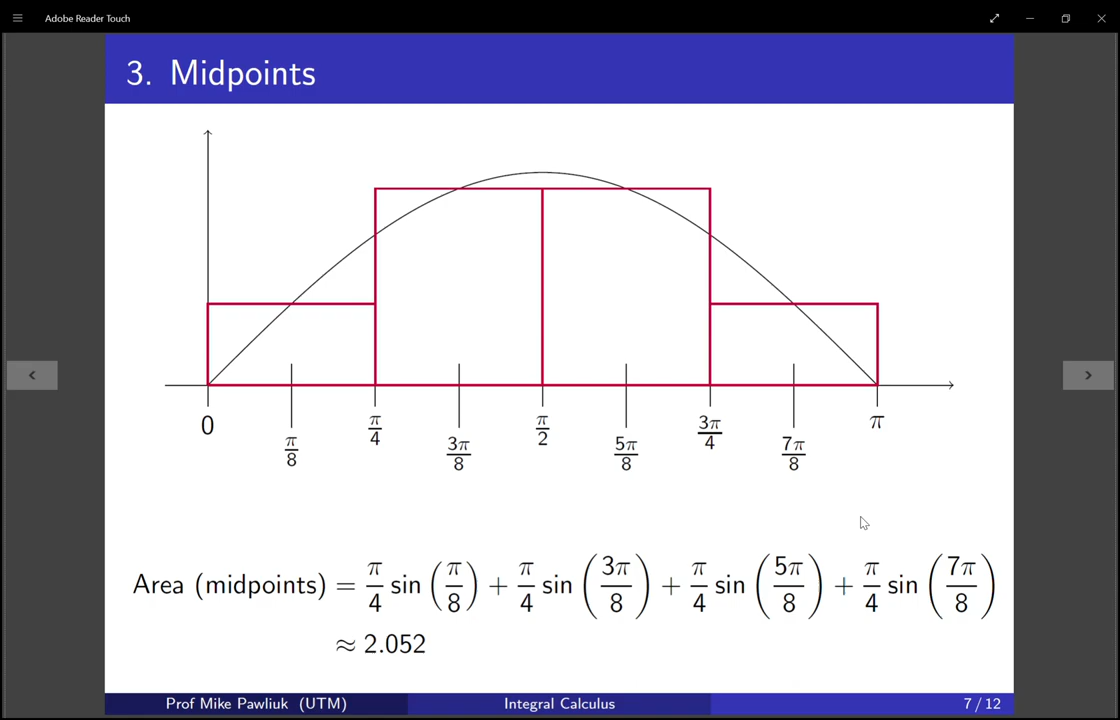 Adobe Reader Touch
3. Midpoints
0 π/8 π/4 3π/8 π/2 5π/8 3π/4 7π/8 π
Area (midpoints) = π/4 sin (π/8) + π/4 sin (3π/8) + π/4 sin (5π/8) + π/4 sin (7π/8)
≈ 2.052
Prof Mike Pawliuk (UTM) Integral Calculus 7 / 12